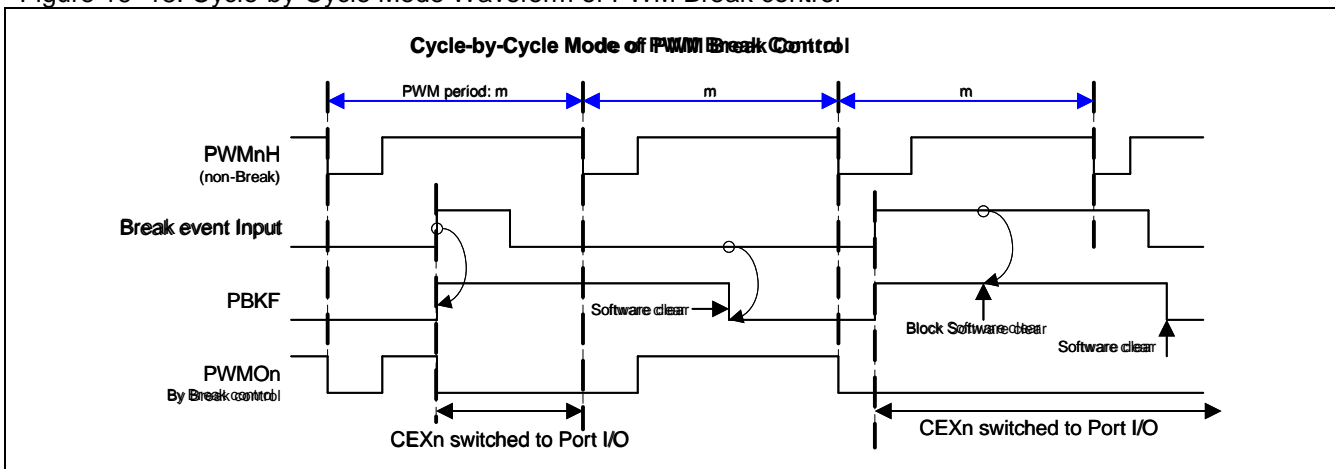 Figure 16–18. Cycle-by-Cycle Mode Waveform of PWM Break control
Cycle-by-Cycle Mode of PWM Break Control
PWM period: m
m
m
PWMnH
(non-Break)
Break event Input
PBKF
Software clear
Block Software clear
Software clear
PWMOn
By Break control
CEXn switched to Port I/O
CEXn switched to Port I/O